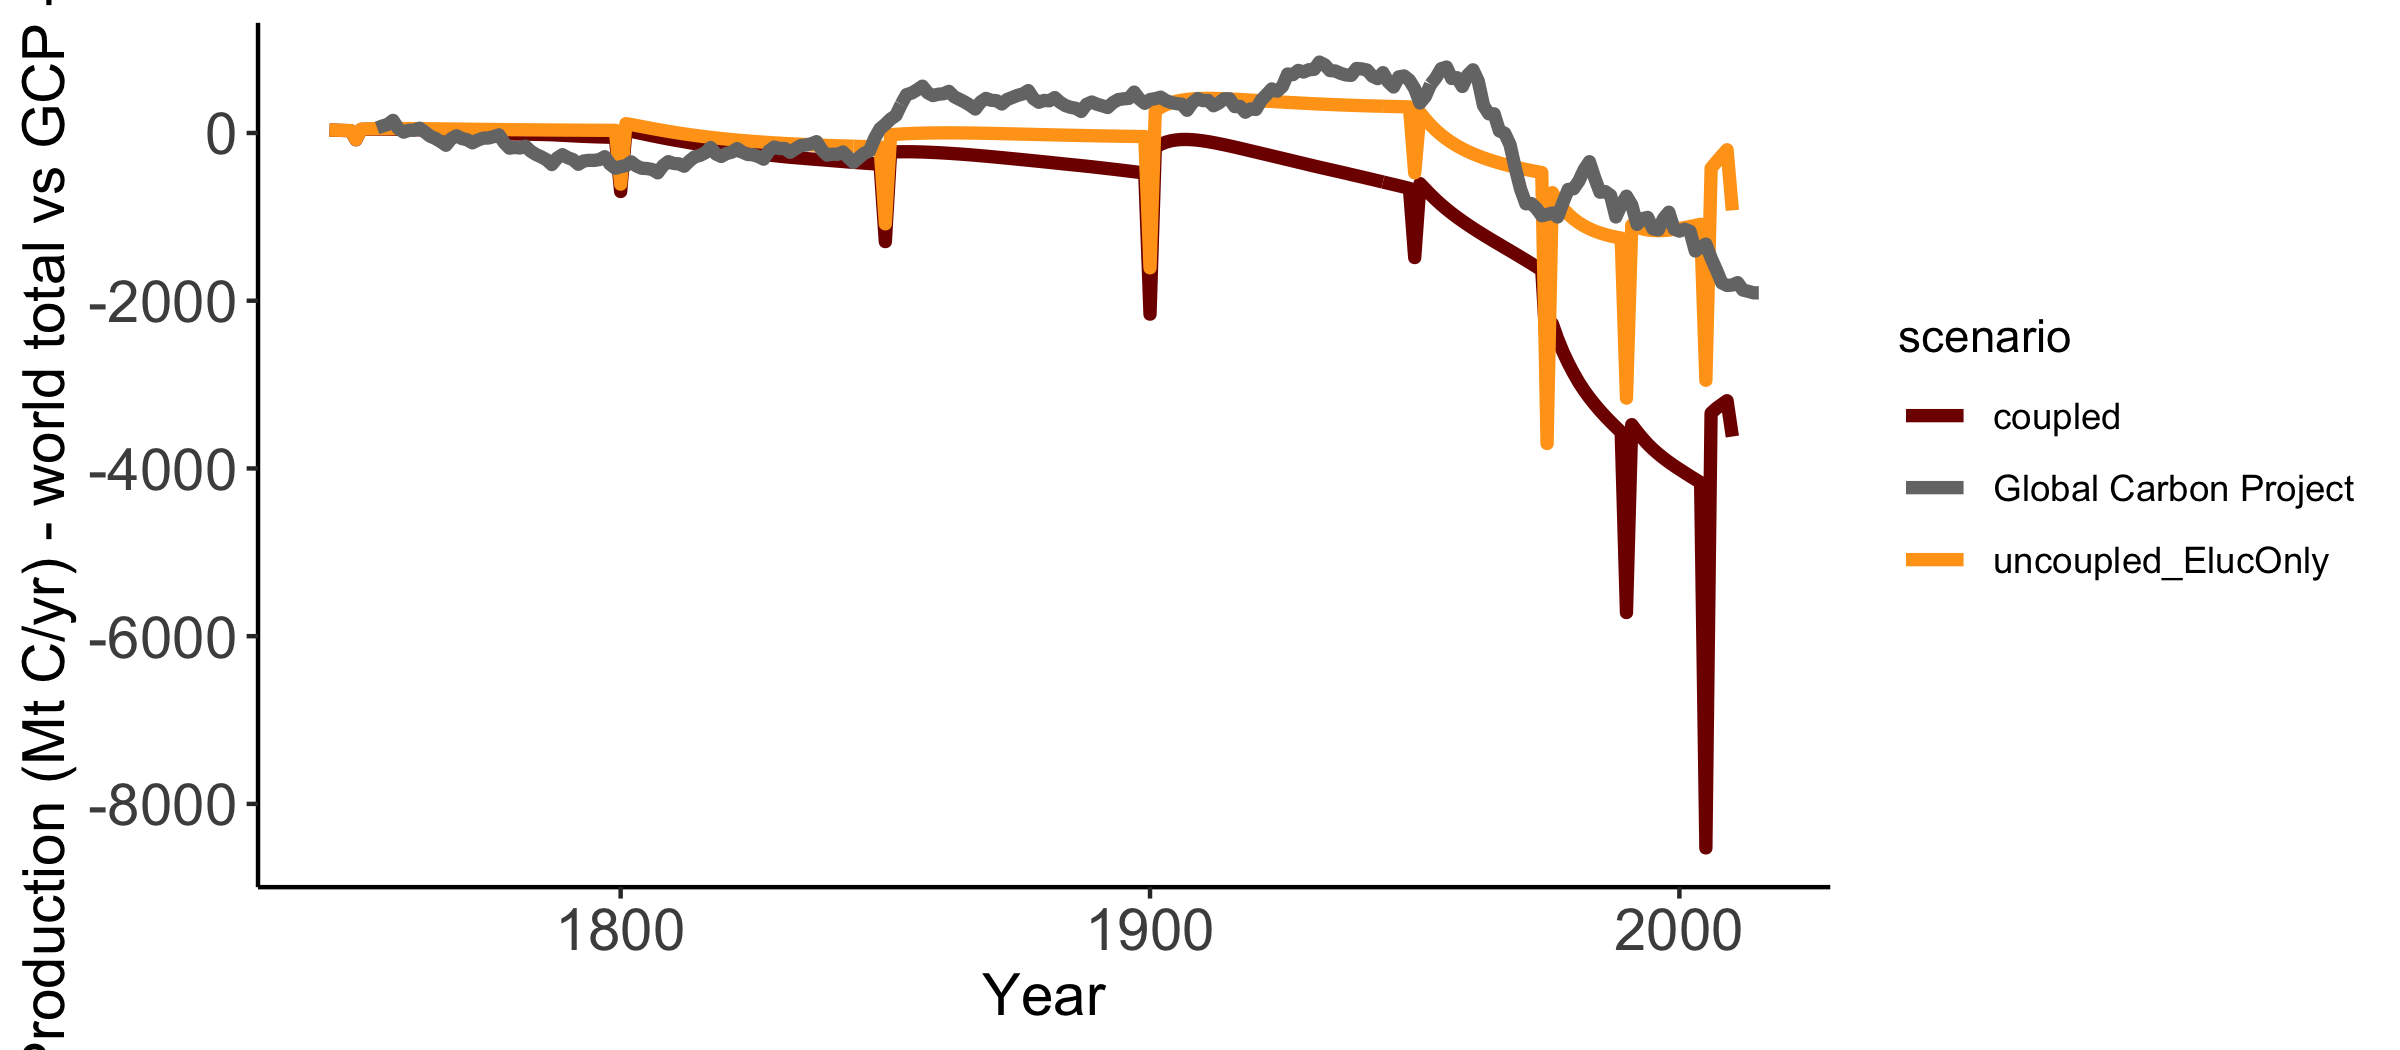 Production (Mt C/yr) - world total vs GCP -
0
-2000
-4000
-6000
-8000
1800
1900
2000
Year
scenario
coupled
Global Carbon Project
uncoupled_ElucOnly